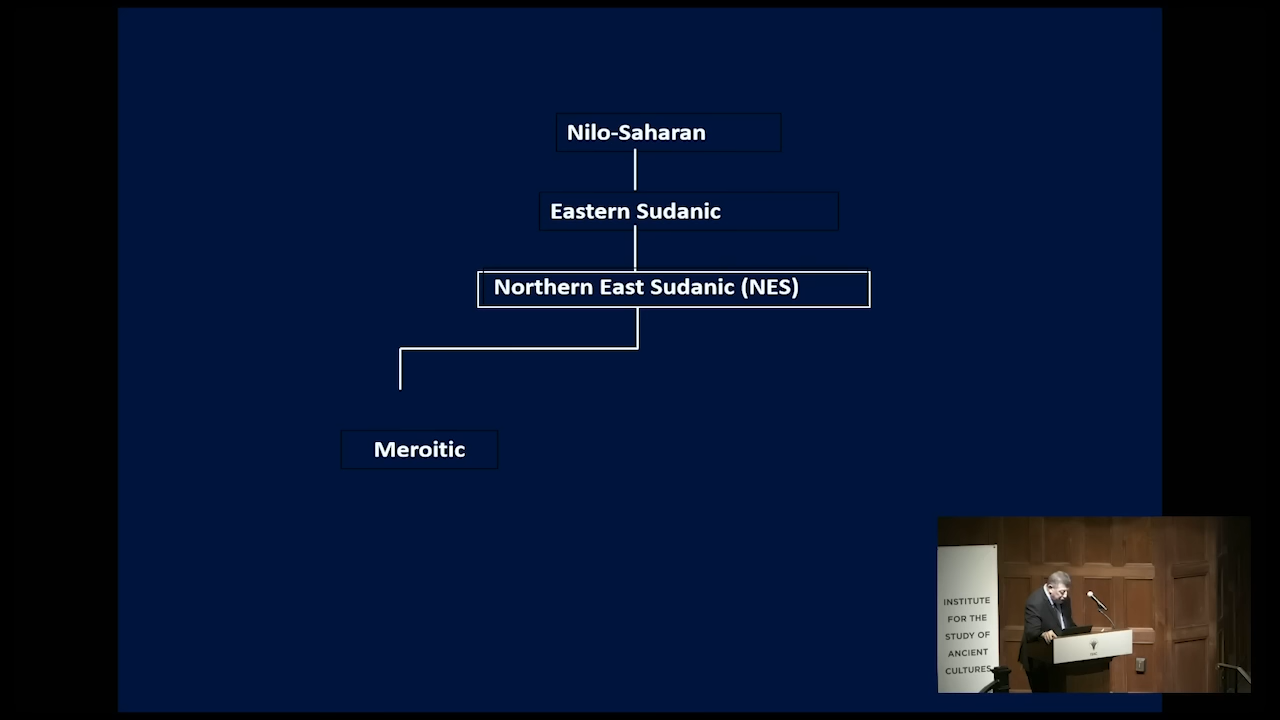 Nilo-Saharan
Eastern Sudanic
Northern East Sudanic (NES)
Meroitic
INSTITUTE
FOR THE
STUDY OF
ANCIENT
CULTURES